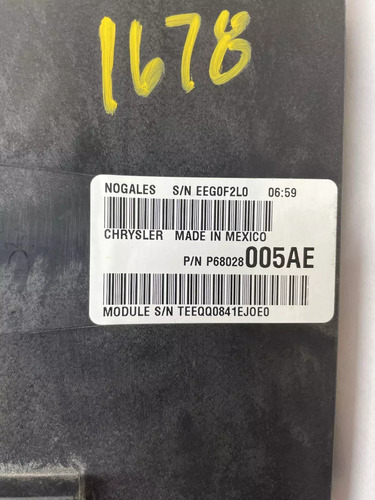 1678
NOGALES S/N EEG0F2L0 06:59
CHRYSLER MADE IN MEXICO
P/N P68028005AE
MODULE S/N TEEQQ0841EJ0E0